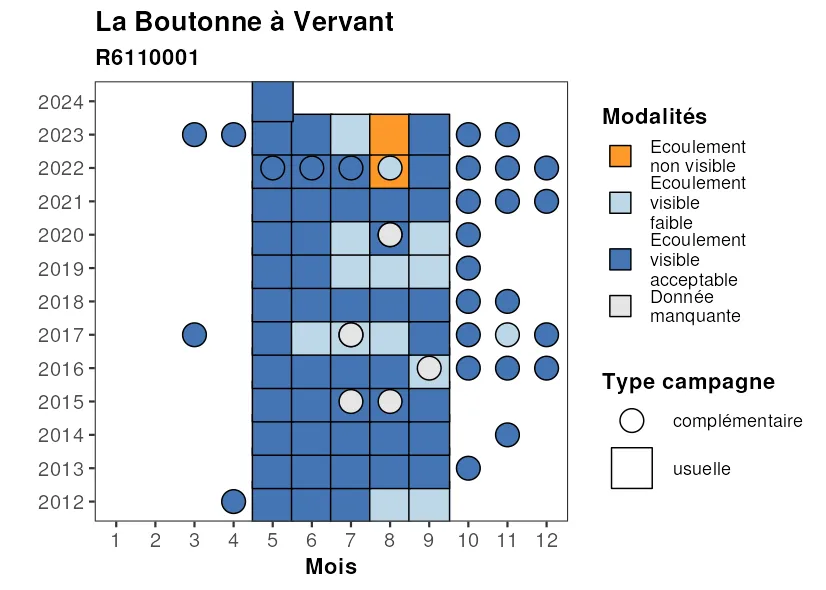 La Boutonne à Vervant
R6110001
2024
2023
2022
2021
2020
2019
2018
2017
2016
2015
2014
2013
2012
1 2 3 4 5 6 7 8 9 10 11 12
Mois
Modalités
Ecoulement
non visible
Ecoulement
visible
faible
Ecoulement
visible
acceptable
Donnée
manquante
Type campagne
complémentaire
usuelle